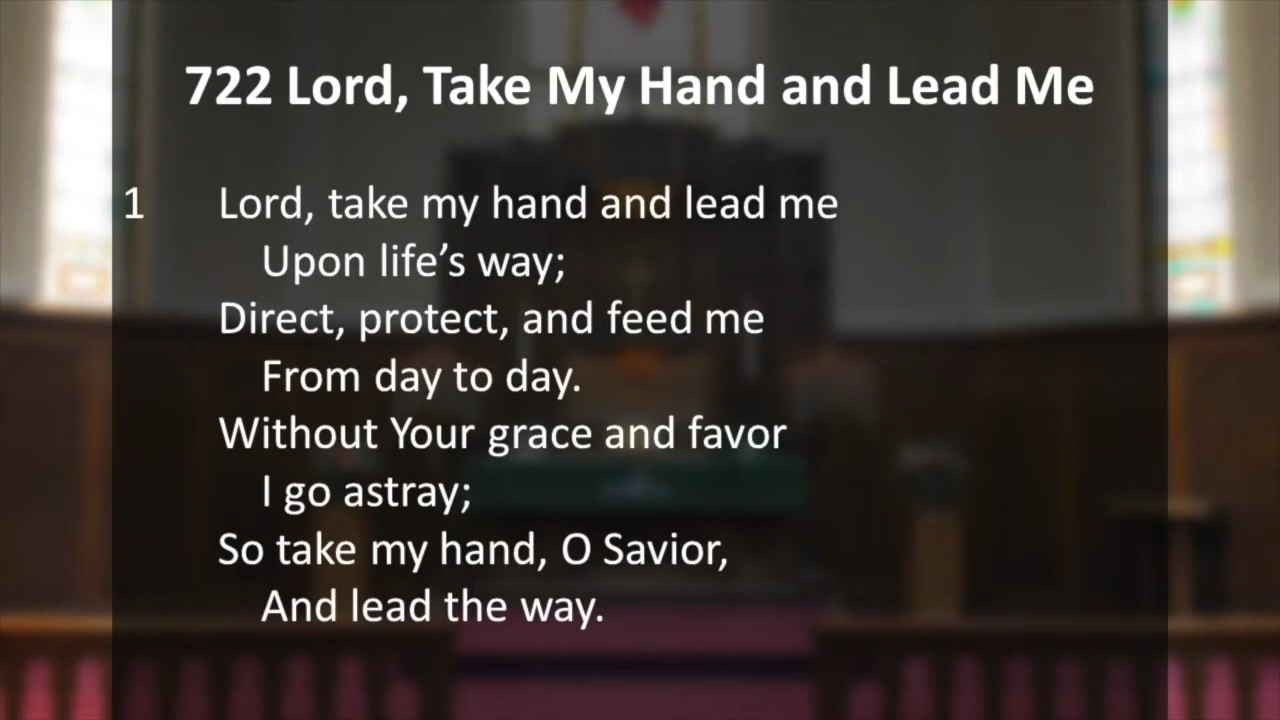 722 Lord, Take My Hand and Lead Me
1 Lord, take my hand and lead me
Upon life’s way;
Direct, protect, and feed me
From day to day.
Without Your grace and favor
I go astray;
So take my hand, O Savior,
And lead the way.